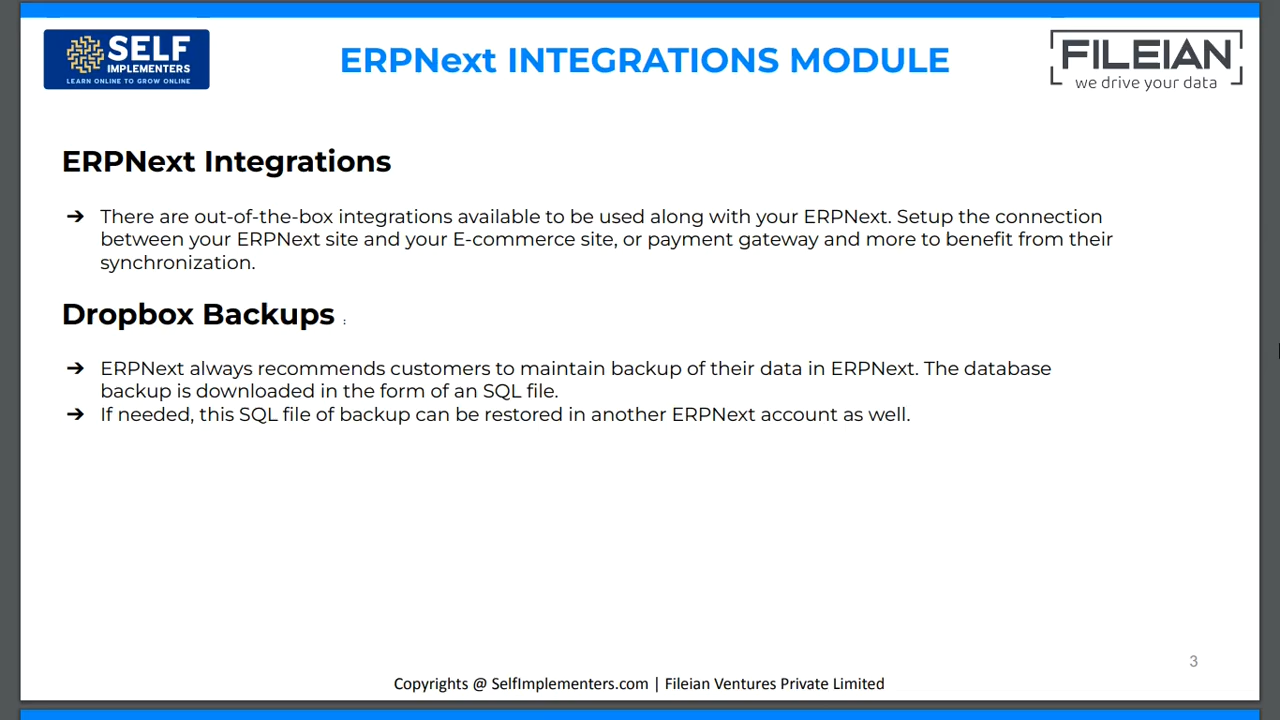 SELF
IMPLEMENTERS
LEARN ONLINE TO GROW ONLINE
ERPNext INTEGRATIONS MODULE
FILEIAN
we drive your data
ERPNext Integrations
➔ There are out-of-the-box integrations available to be used along with your ERPNext. Setup the connection
between your ERPNext site and your E-commerce site, or payment gateway and more to benefit from their
synchronization.
Dropbox Backups :
➔ ERPNext always recommends customers to maintain backup of their data in ERPNext. The database
backup is downloaded in the form of an SQL file.
➔ If needed, this SQL file of backup can be restored in another ERPNext account as well.
3
Copyrights @ SelfImplementers.com | Fileian Ventures Private Limited